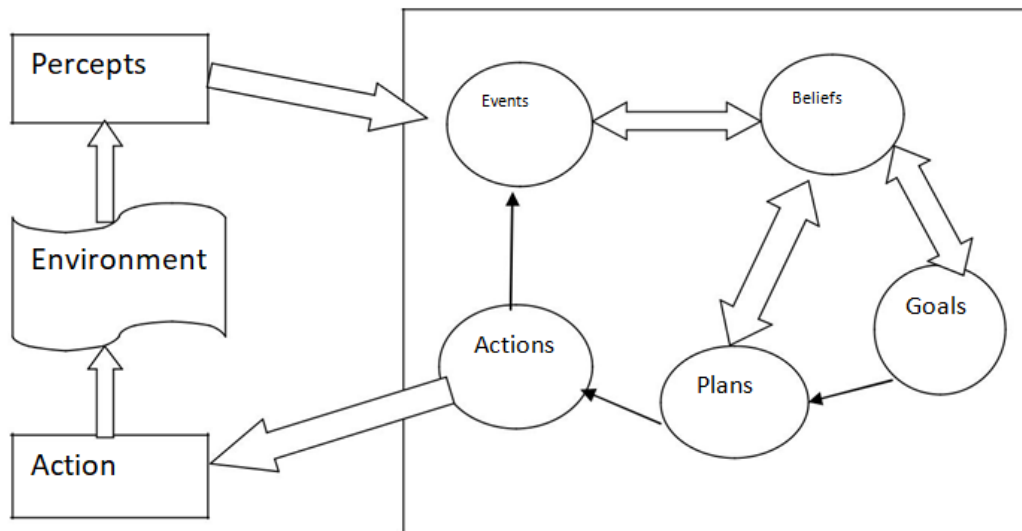 Percepts
Events
Beliefs
Environment
Goals
Actions
Plans
Action